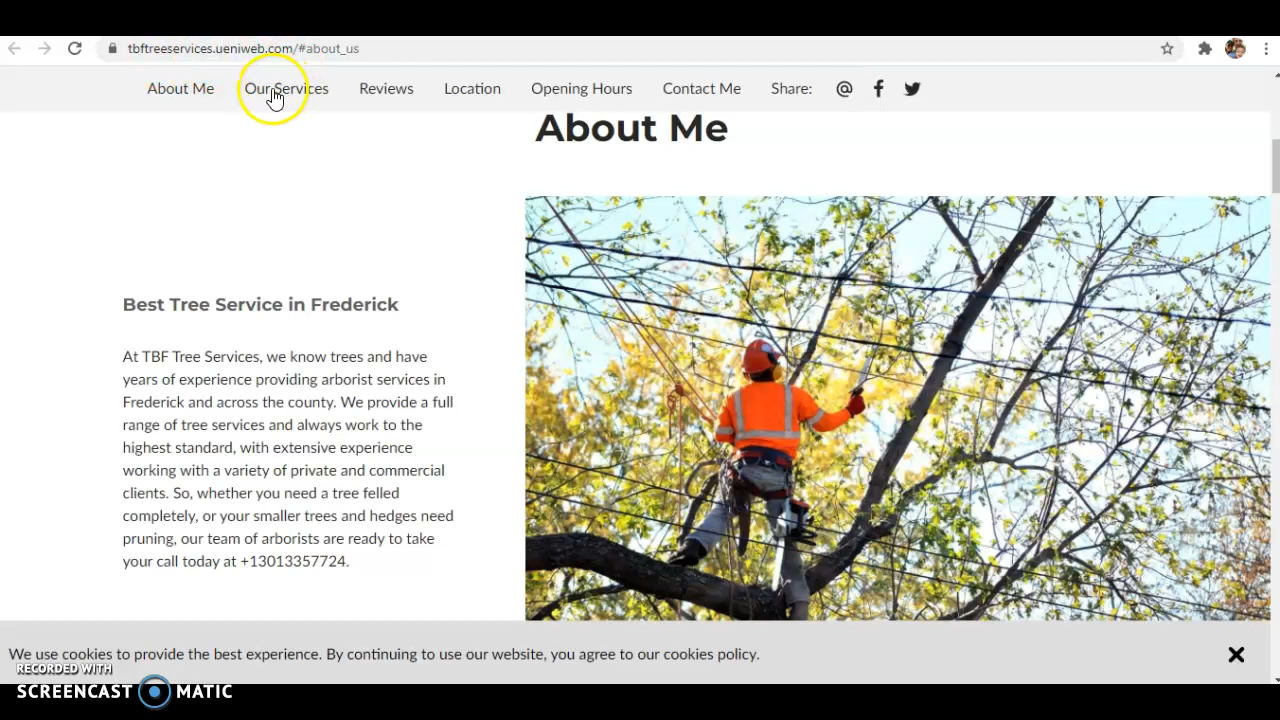 tbftreeservices.ueniweb.com/#about_us
About Me Our Services Reviews Location Opening Hours Contact Me Share: @
About Me
Best Tree Service in Frederick
At TBF Tree Services, we know trees and have
years of experience providing arborist services in
Frederick and across the county. We provide a full
range of tree services and always work to the
highest standard, with extensive experience
working with a variety of private and commercial
clients. So, whether you need a tree felled
completely, or your smaller trees and hedges need
pruning, our team of arborists are ready to take
your call today at +13013357724.
We use cookies to provide the best experience. By continuing to use our website, you agree to our cookies policy.
RECORDED WITH
SCREENCAST MATIC